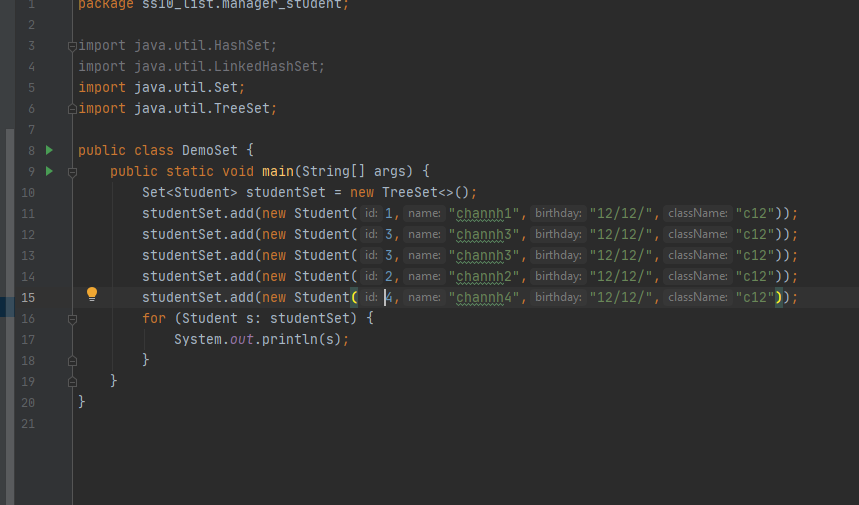 1 package ss10_list.manager_student;
2
3 import java.util.HashSet;
4 import java.util.LinkedHashSet;
5 import java.util.Set;
6 import java.util.TreeSet;
7
8 public class DemoSet {
9 public static void main(String[] args) {
10 Set<Student> studentSet = new TreeSet<>();
11 studentSet.add(new Student( id: 1, name: "channh1", birthday: "12/12/", className: "c12"));
12 studentSet.add(new Student( id: 3, name: "channh3", birthday: "12/12/", className: "c12"));
13 studentSet.add(new Student( id: 3, name: "channh3", birthday: "12/12/", className: "c12"));
14 studentSet.add(new Student( id: 2, name: "channh2", birthday: "12/12/", className: "c12"));
15 studentSet.add(new Student( id: 4, name: "channh4", birthday: "12/12/", className: "c12"));
16 for (Student s: studentSet) {
17 System.out.println(s);
18 }
19 }
20 }
21